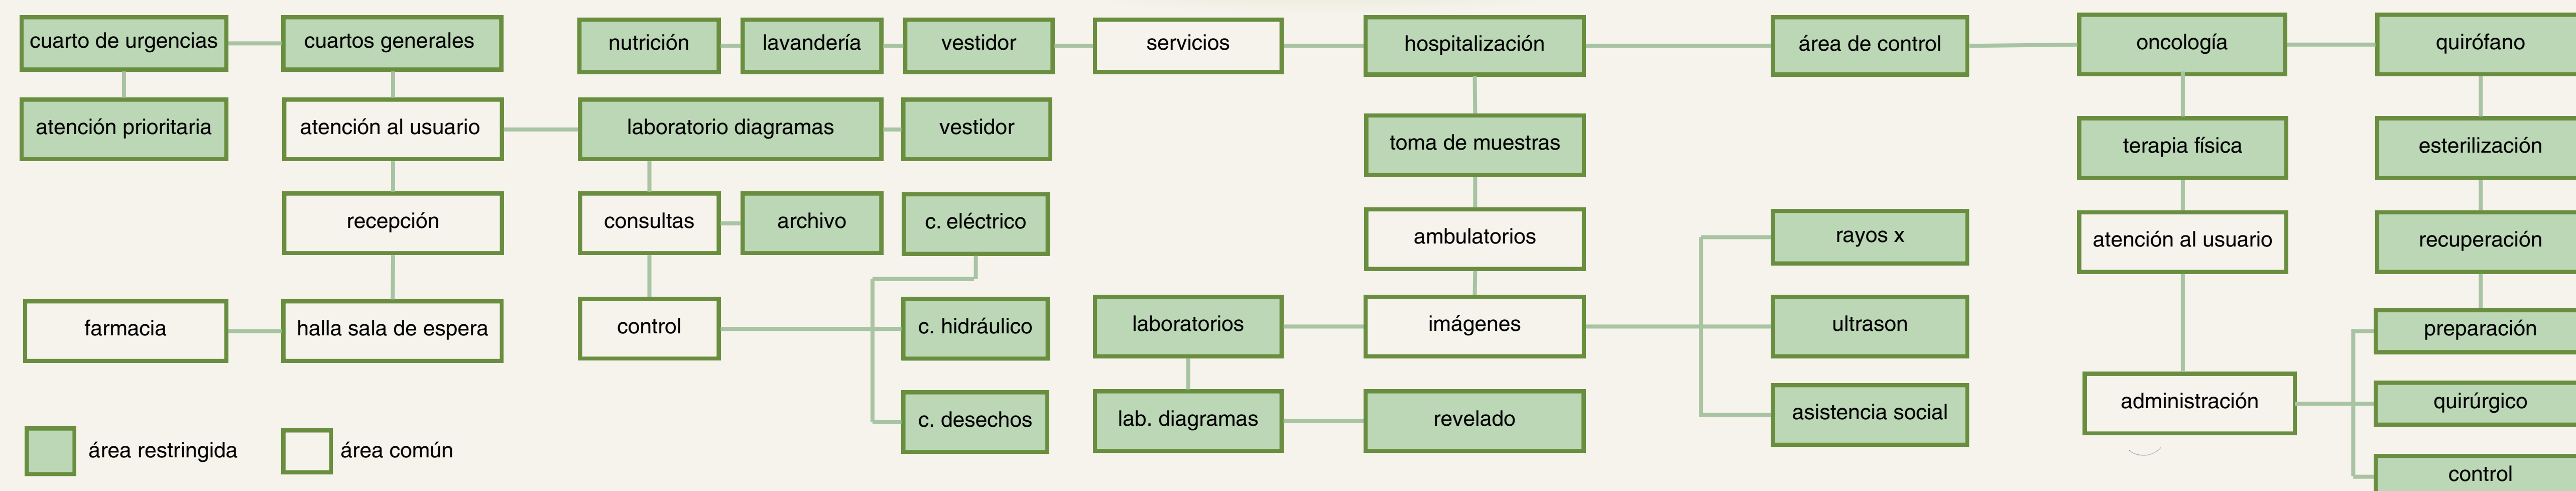 cuarto de urgencias
cuartos generales
nutrición
lavandería
vestidor
servicios
hospitalización
área de control
oncología
quirófano
atención prioritaria
atención al usuario
laboratorio diagramas
vestidor
toma de muestras
terapia física
esterilización
recepción
consultas
archivo
c. eléctrico
ambulatorios
rayos x
atención al usuario
recuperación
farmacia
halla sala de espera
control
c. hidráulico
laboratorios
imágenes
ultrason
preparación
c. desechos
lab. diagramas
revelado
asistencia social
administración
quirúrgico
control
área restringida
área común